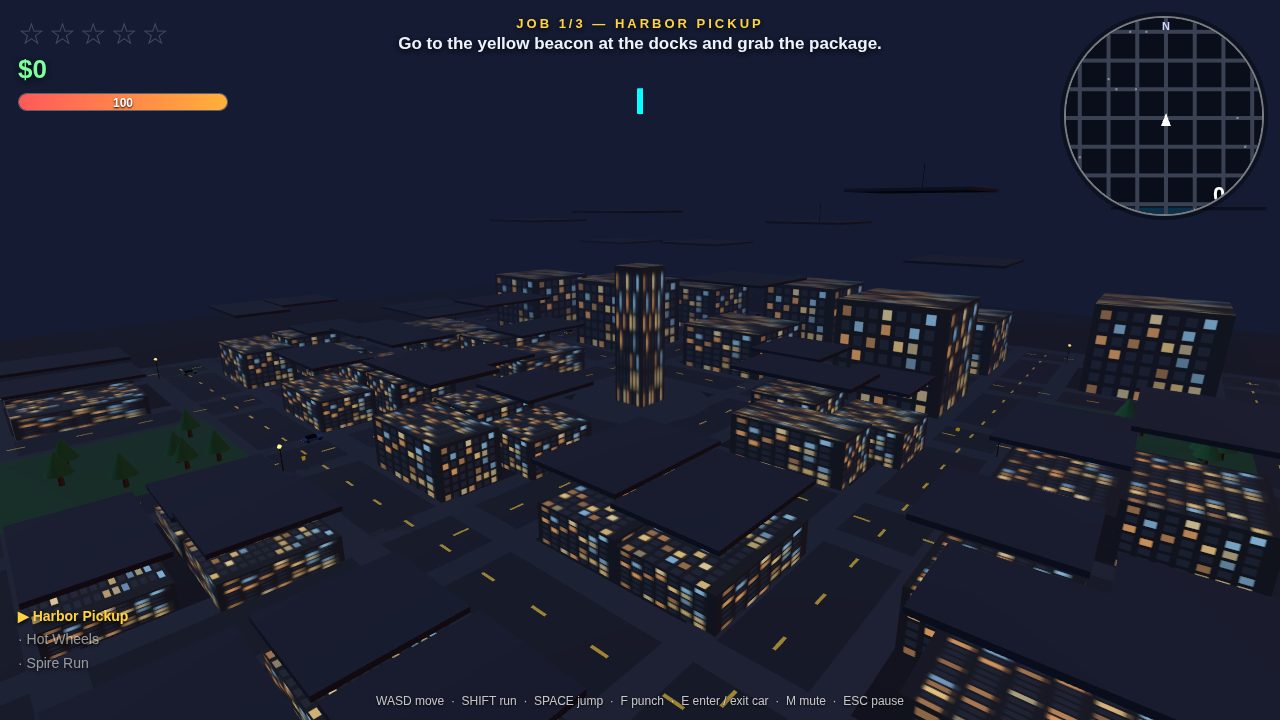 JOB 1/3 — HARBOR PICKUP
Go to the yellow beacon at the docks and grab the package.
$0
100
N
0
▶ Harbor Pickup
· Hot Wheels
· Spire Run
WASD move · SHIFT run · SPACE jump · F punch · E enter / exit car · M mute · ESC pause